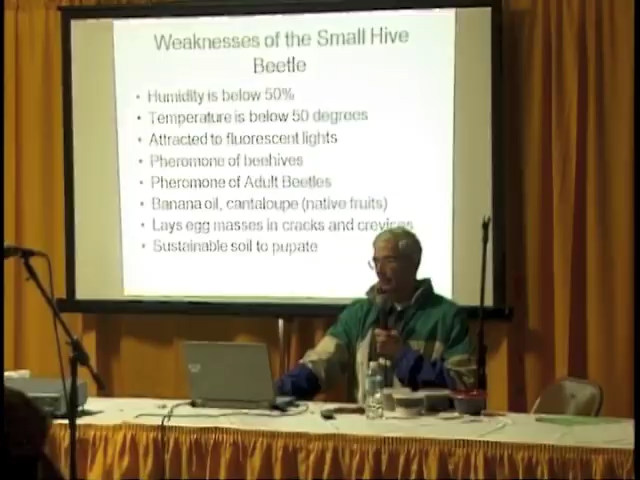 Weaknesses of the Small Hive
Beetle
• Humidity is below 50%
• Temperature is below 50 degrees
• Attracted to fluorescent lights
• Pheromone of beehives
• Pheromone of Adult Beetles
• Banana oil, cantaloupe (native fruits)
• Lays egg masses in cracks and crevices
• Sustainable soil to pupate